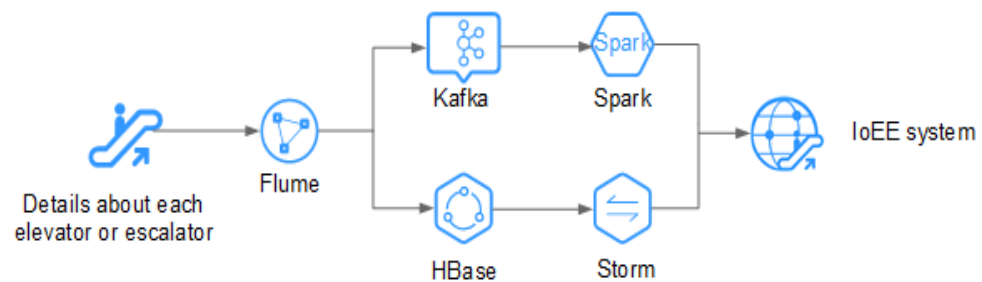 Kafka
Spark
Spark
IoEE system
Flume
Details about each
elevator or escalator
HBase
Storm